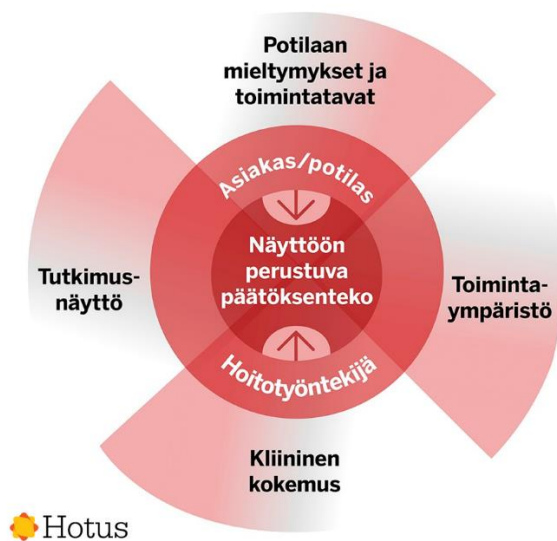 Potilaan
mieltymykset ja
toimintatavat
Asiakas/potilas
Näyttöön
perustuva
päätöksenteko
Tutkimus-
näyttö
Toiminta-
ympäristö
Hoitotyöntekijä
Kliininen
kokemus
Hotus